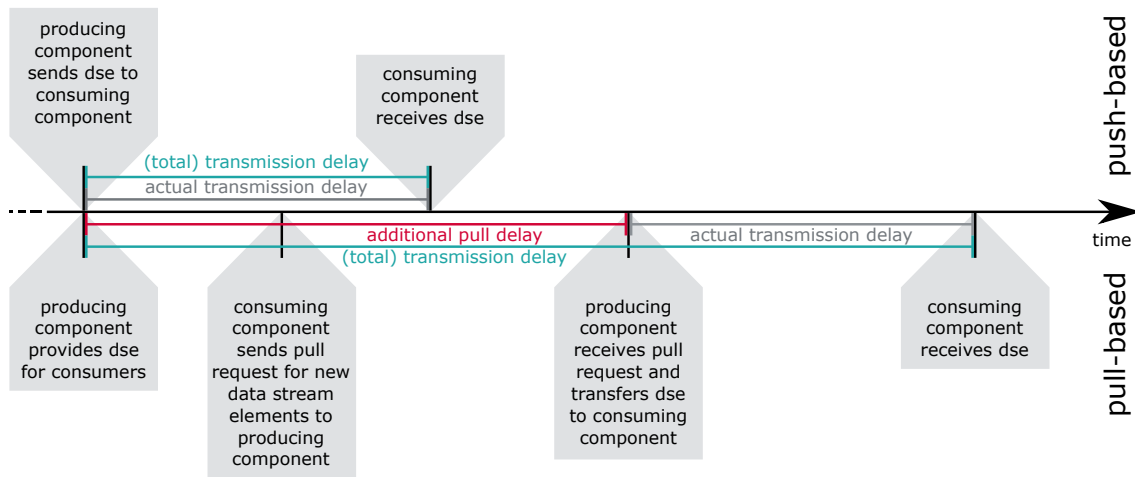 producing
component
sends dse to
consuming
component
consuming
component
receives dse
push-based
(total) transmission delay
actual transmission delay
additional pull delay
actual transmission delay
(total) transmission delay
time
producing
component
provides dse
for consumers
consuming
component
sends pull
request for new
data stream
elements to
producing
component
producing
component
receives pull
request and
transfers dse
to consuming
component
consuming
component
receives dse
pull-based